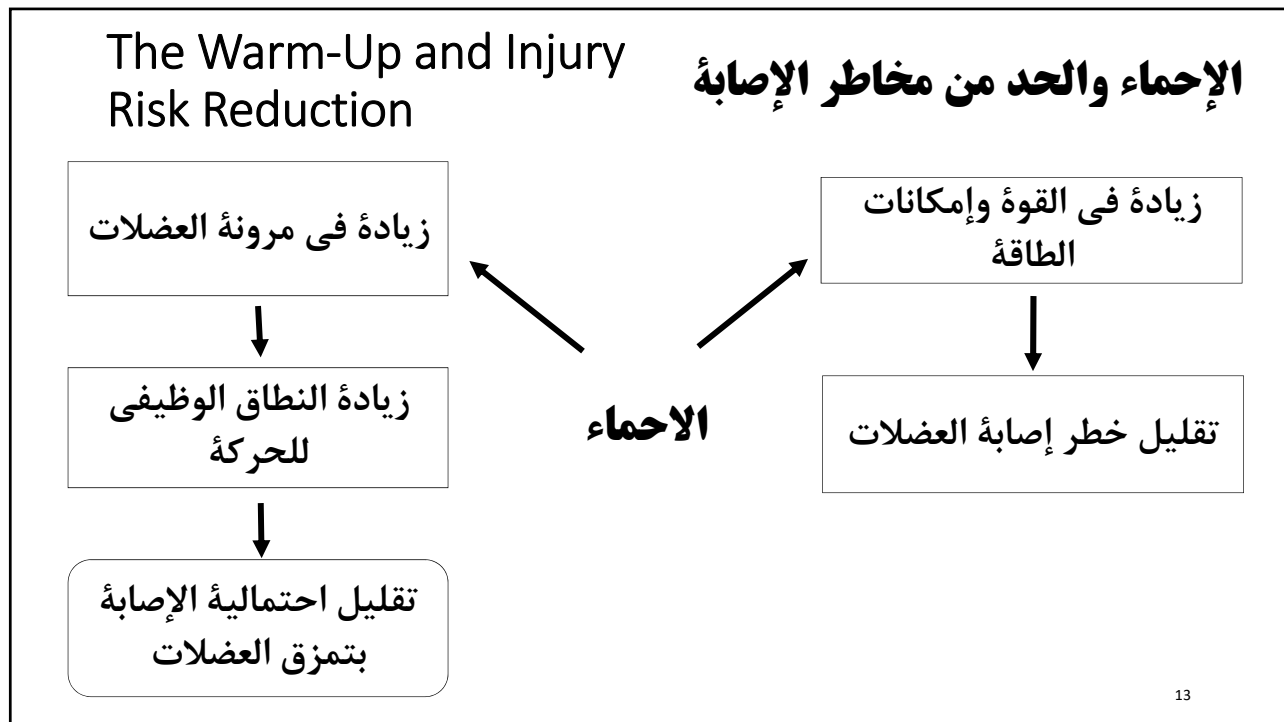 The Warm-Up and Injury
Risk Reduction
الإحماء والحد من مخاطر الإصابة
زيادة فى القوة وإمكانات
الطاقة
تقليل خطر إصابة العضلات
الاحماء
زيادة فى مرونة العضلات
زيادة النطاق الوظيفى
للحركة
تقليل احتمالية الإصابة
بتمزق العضلات
13